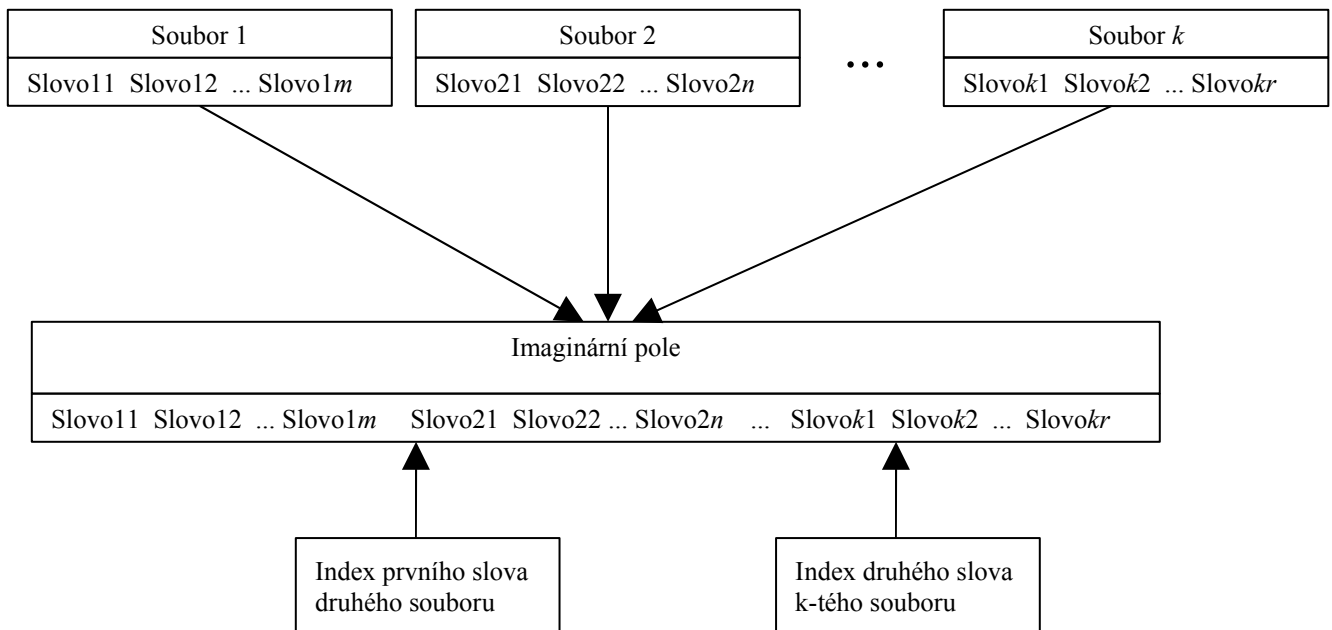 Soubor 1
Slovo11 Slovo12 ... Slovo1m
Soubor 2
Slovo21 Slovo22 ... Slovo2n
...
Soubor k
Slovok1 Slovok2 ... Slovokr
Imaginární pole
Slovo11 Slovo12 ... Slovo1m Slovo21 Slovo22 ... Slovo2n ... Slovok1 Slovok2 ... Slovokr
Index prvního slova
druhého souboru
Index druhého slova
k-tého souboru